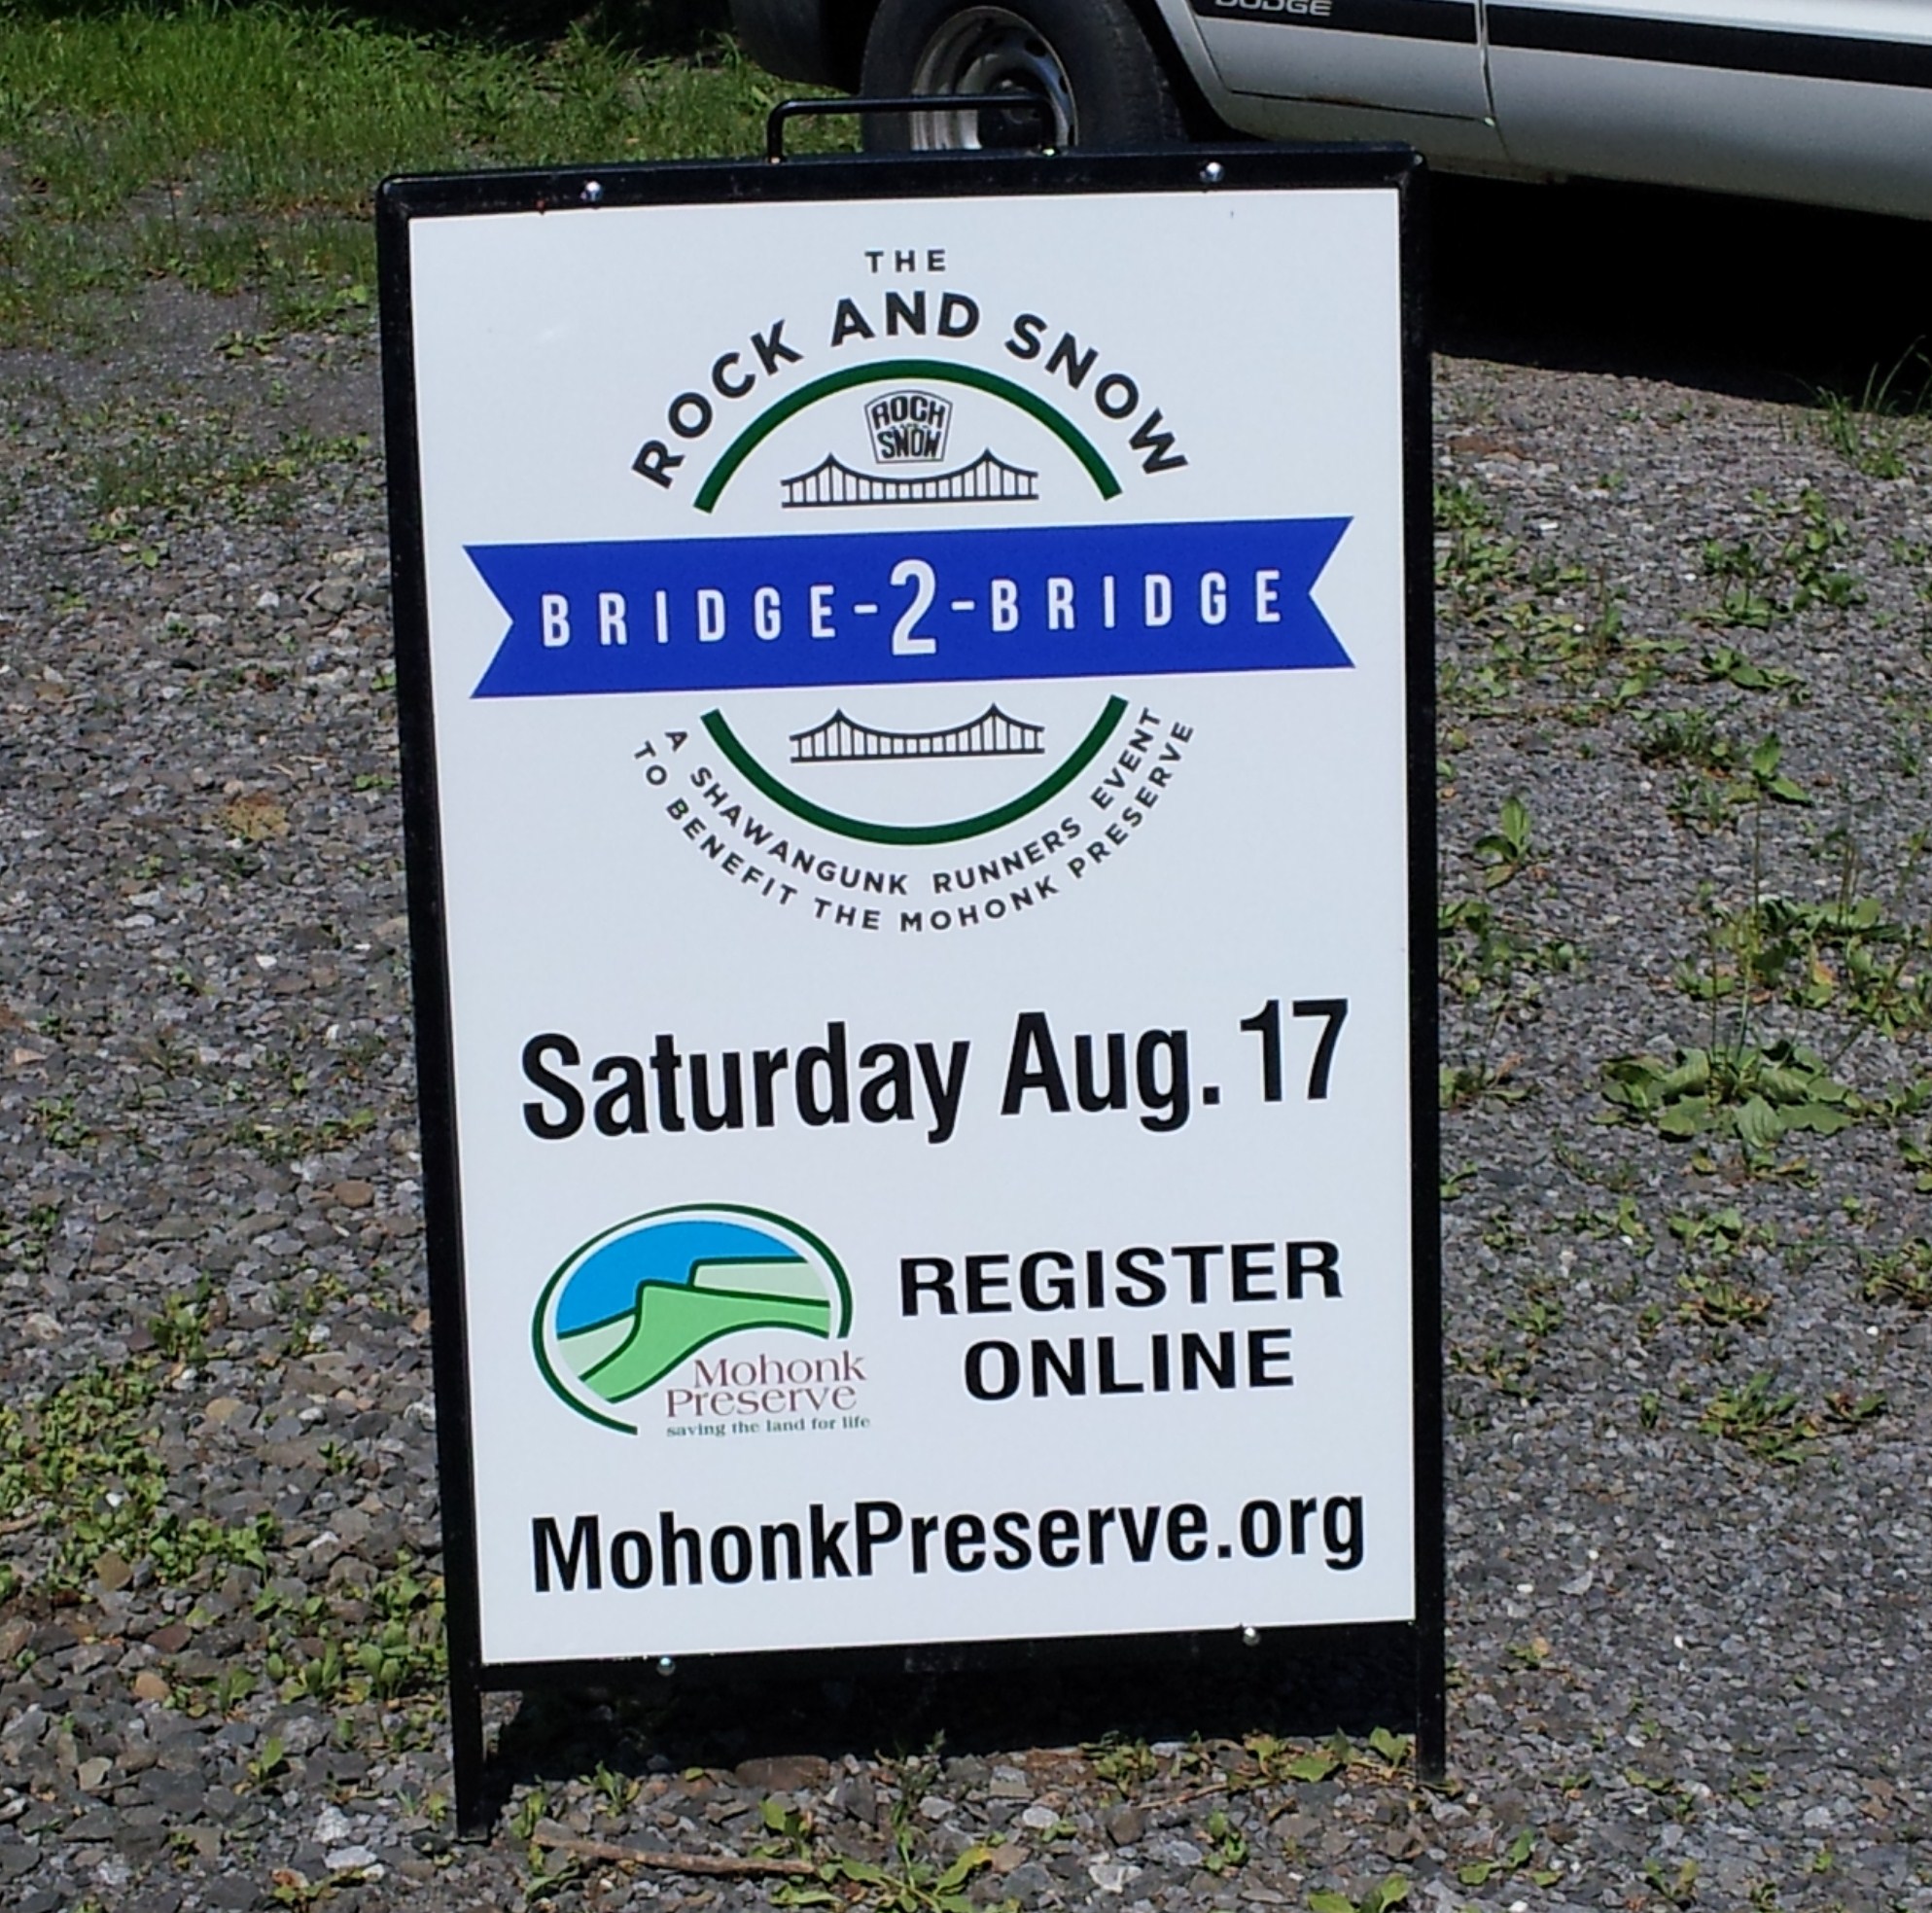 DODGE
THE
ROCK AND SNOW
ROCK
SNOW
BRIDGE-2-BRIDGE
A SHAWANGUNK RUNNERS EVENT
TO BENEFIT THE MOHONK PRESERVE
Saturday Aug. 17
Mohonk
Preserve
saving the land for life
REGISTER
ONLINE
MohonkPreserve.org